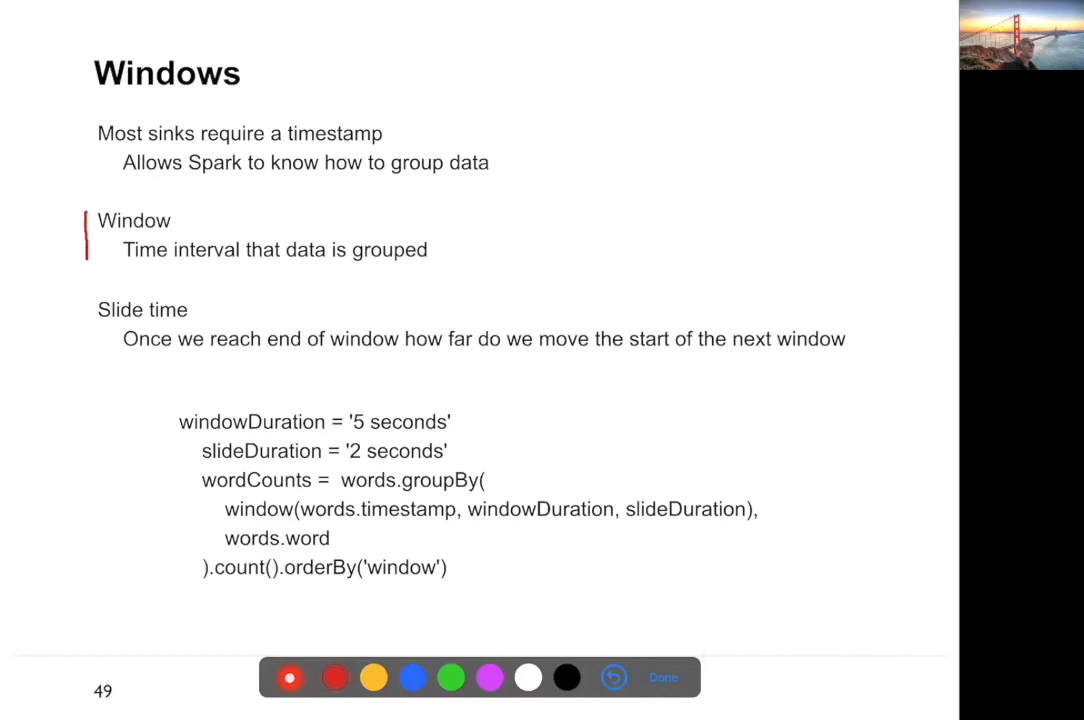 Windows
Most sinks require a timestamp
Allows Spark to know how to group data
Window
Time interval that data is grouped
Slide time
Once we reach end of window how far do we move the start of the next window
windowDuration = '5 seconds'
slideDuration = '2 seconds'
wordCounts = words.groupBy(
window(words.timestamp, windowDuration, slideDuration),
words.word
).count().orderBy('window')
Done
49